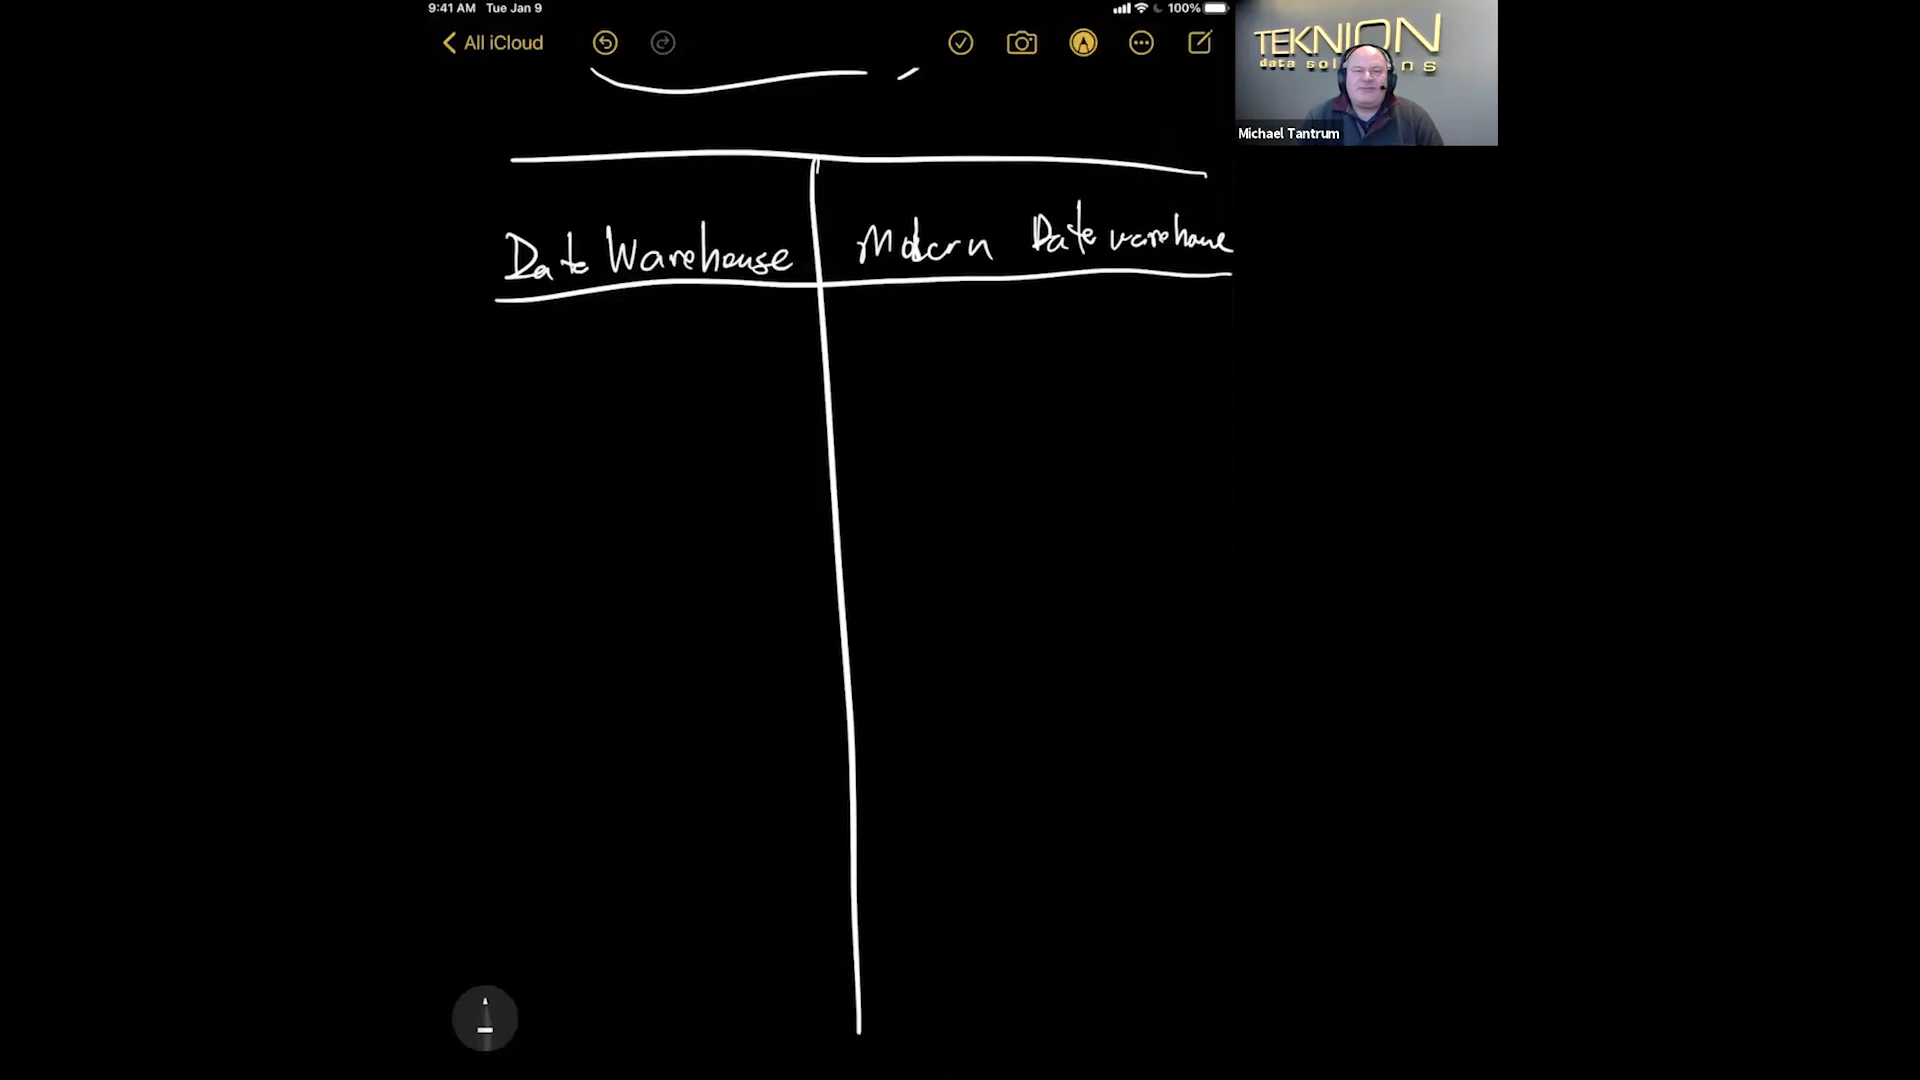 9:41 AM Tue Jan 9
100%
All iCloud
TEKNION
data sol ns
Michael Tantrum
Data Warehouse
Modern Data warehouse